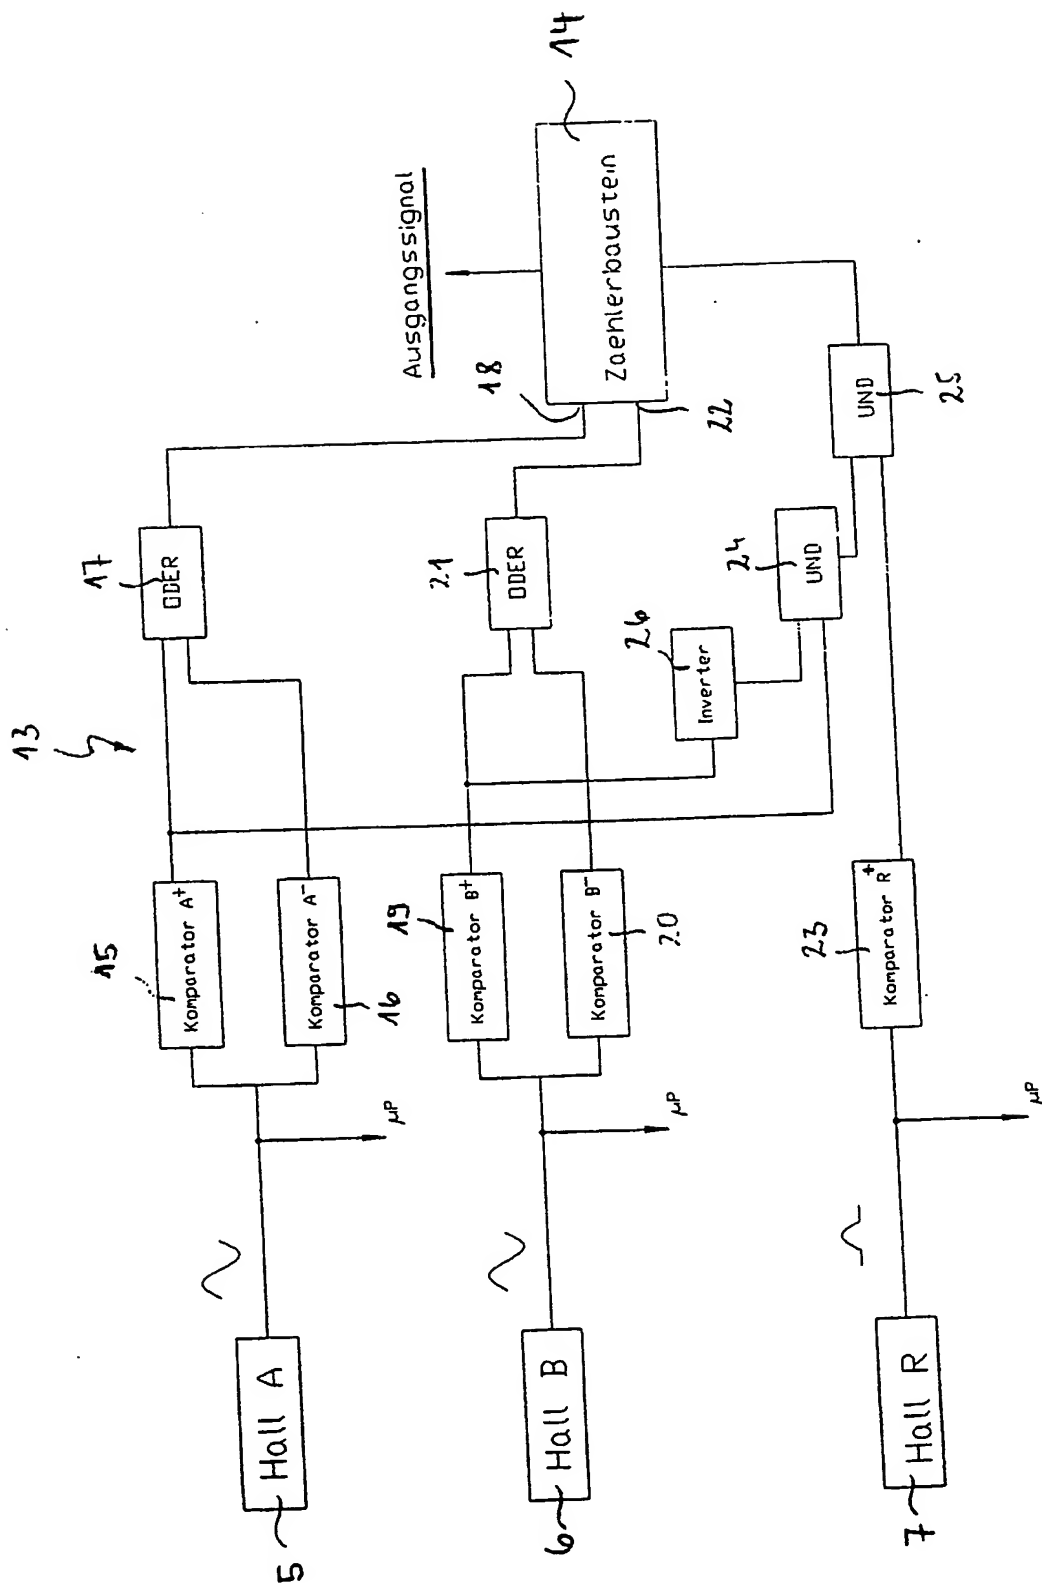 13
5
Hall A
µP
15
Komparator A+
16
Komparator A-
17
ODER
18
6
Hall B
µP
19
Komparator B+
20
Komparator B-
21
ODER
22
26
Inverter
24
UND
7
Hall R
µP
23
Komparator R+
25
UND
14
Zaehlerbaustein
Ausgangssignal